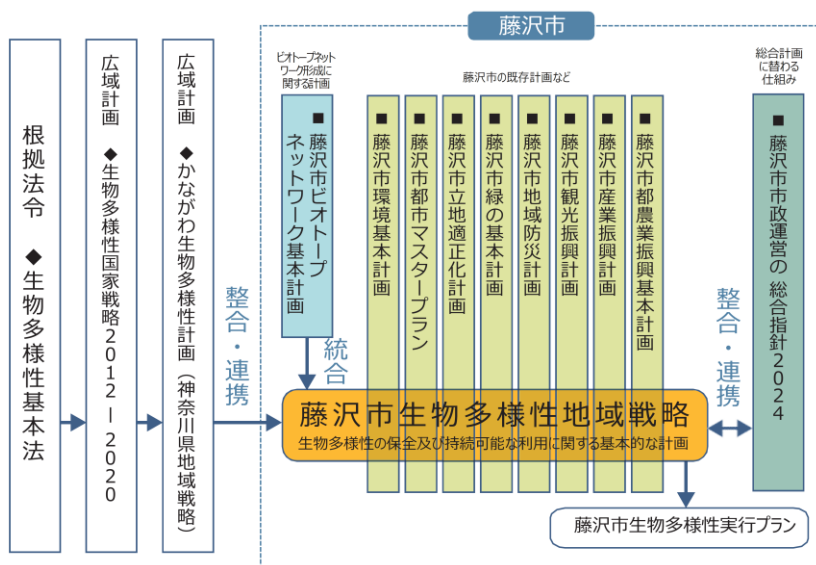 藤沢市
根拠法令　◆生物多様性基本法
広域計画　◆生物多様性国家戦略2012－2020
広域計画　◆かながわ生物多様性計画（神奈川県地域戦略）
整合・連携
ビオトープネット
ワーク形成に
関する計画
■藤沢市ビオトープ
ネットワーク基本計画
統合
藤沢市の既存計画など
■藤沢市環境基本計画
■藤沢市都市マスタープラン
■藤沢市立地適正化計画
■藤沢市緑の基本計画
■藤沢市地域防災計画
■藤沢市観光振興計画
■藤沢市産業振興計画
■藤沢市都農業振興基本計画
総合計画
に替わる
仕組み
■藤沢市市政運営の 総合指針2024
整合・連携
藤沢市生物多様性地域戦略
生物多様性の保全及び持続可能な利用に関する基本的な計画
藤沢市生物多様性実行プラン